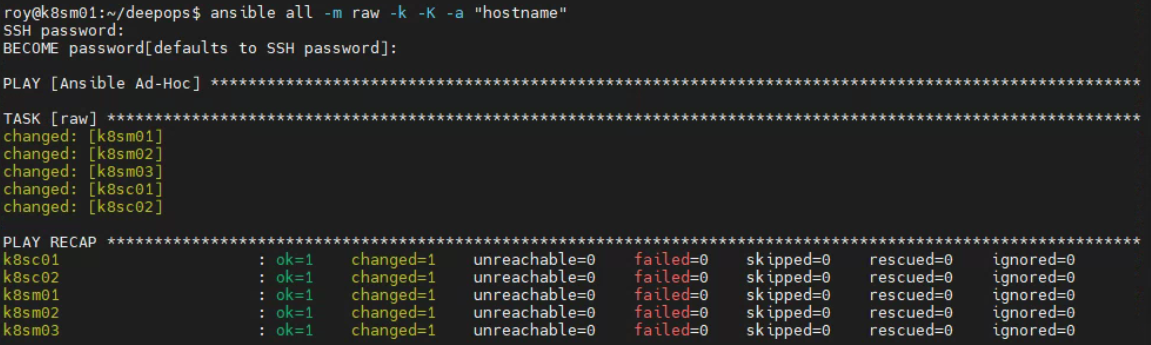 roy@k8sm01:~/deepops$ ansible all -m raw -k -K -a "hostname"
SSH password:
BECOME password[defaults to SSH password]:
PLAY [Ansible Ad-Hoc] ***************************************************************************************************
TASK [raw] **************************************************************************************************************
changed: [k8sm01]
changed: [k8sm02]
changed: [k8sm03]
changed: [k8sc01]
changed: [k8sc02]
PLAY RECAP **************************************************************************************************************
k8sc01 : ok=1 changed=1 unreachable=0 failed=0 skipped=0 rescued=0 ignored=0
k8sc02 : ok=1 changed=1 unreachable=0 failed=0 skipped=0 rescued=0 ignored=0
k8sm01 : ok=1 changed=1 unreachable=0 failed=0 skipped=0 rescued=0 ignored=0
k8sm02 : ok=1 changed=1 unreachable=0 failed=0 skipped=0 rescued=0 ignored=0
k8sm03 : ok=1 changed=1 unreachable=0 failed=0 skipped=0 rescued=0 ignored=0